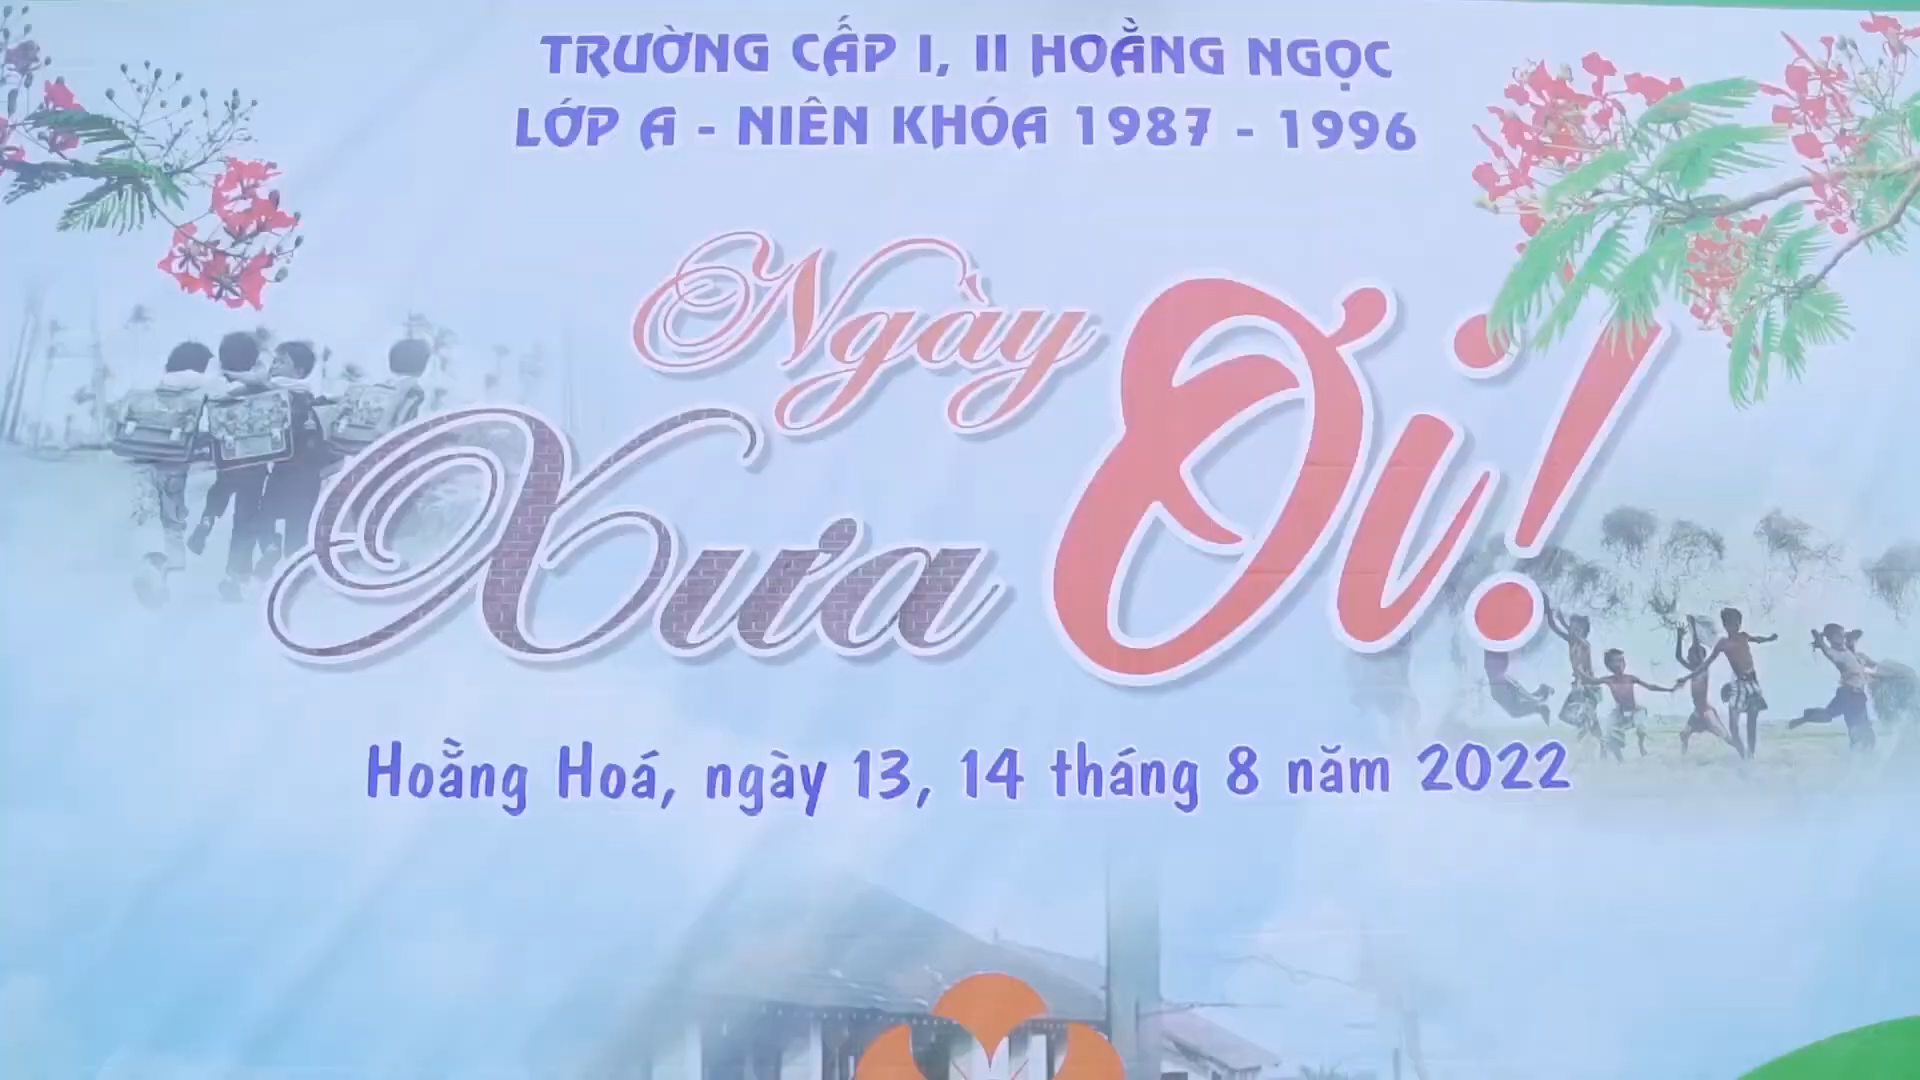 TRƯỜNG CẤP I, II HOẰNG NGỌC
LỚP A - NIÊN KHÓA 1987 - 1996
Ngày
Xưa Ơi!
Hoằng Hoá, ngày 13, 14 tháng 8 năm 2022